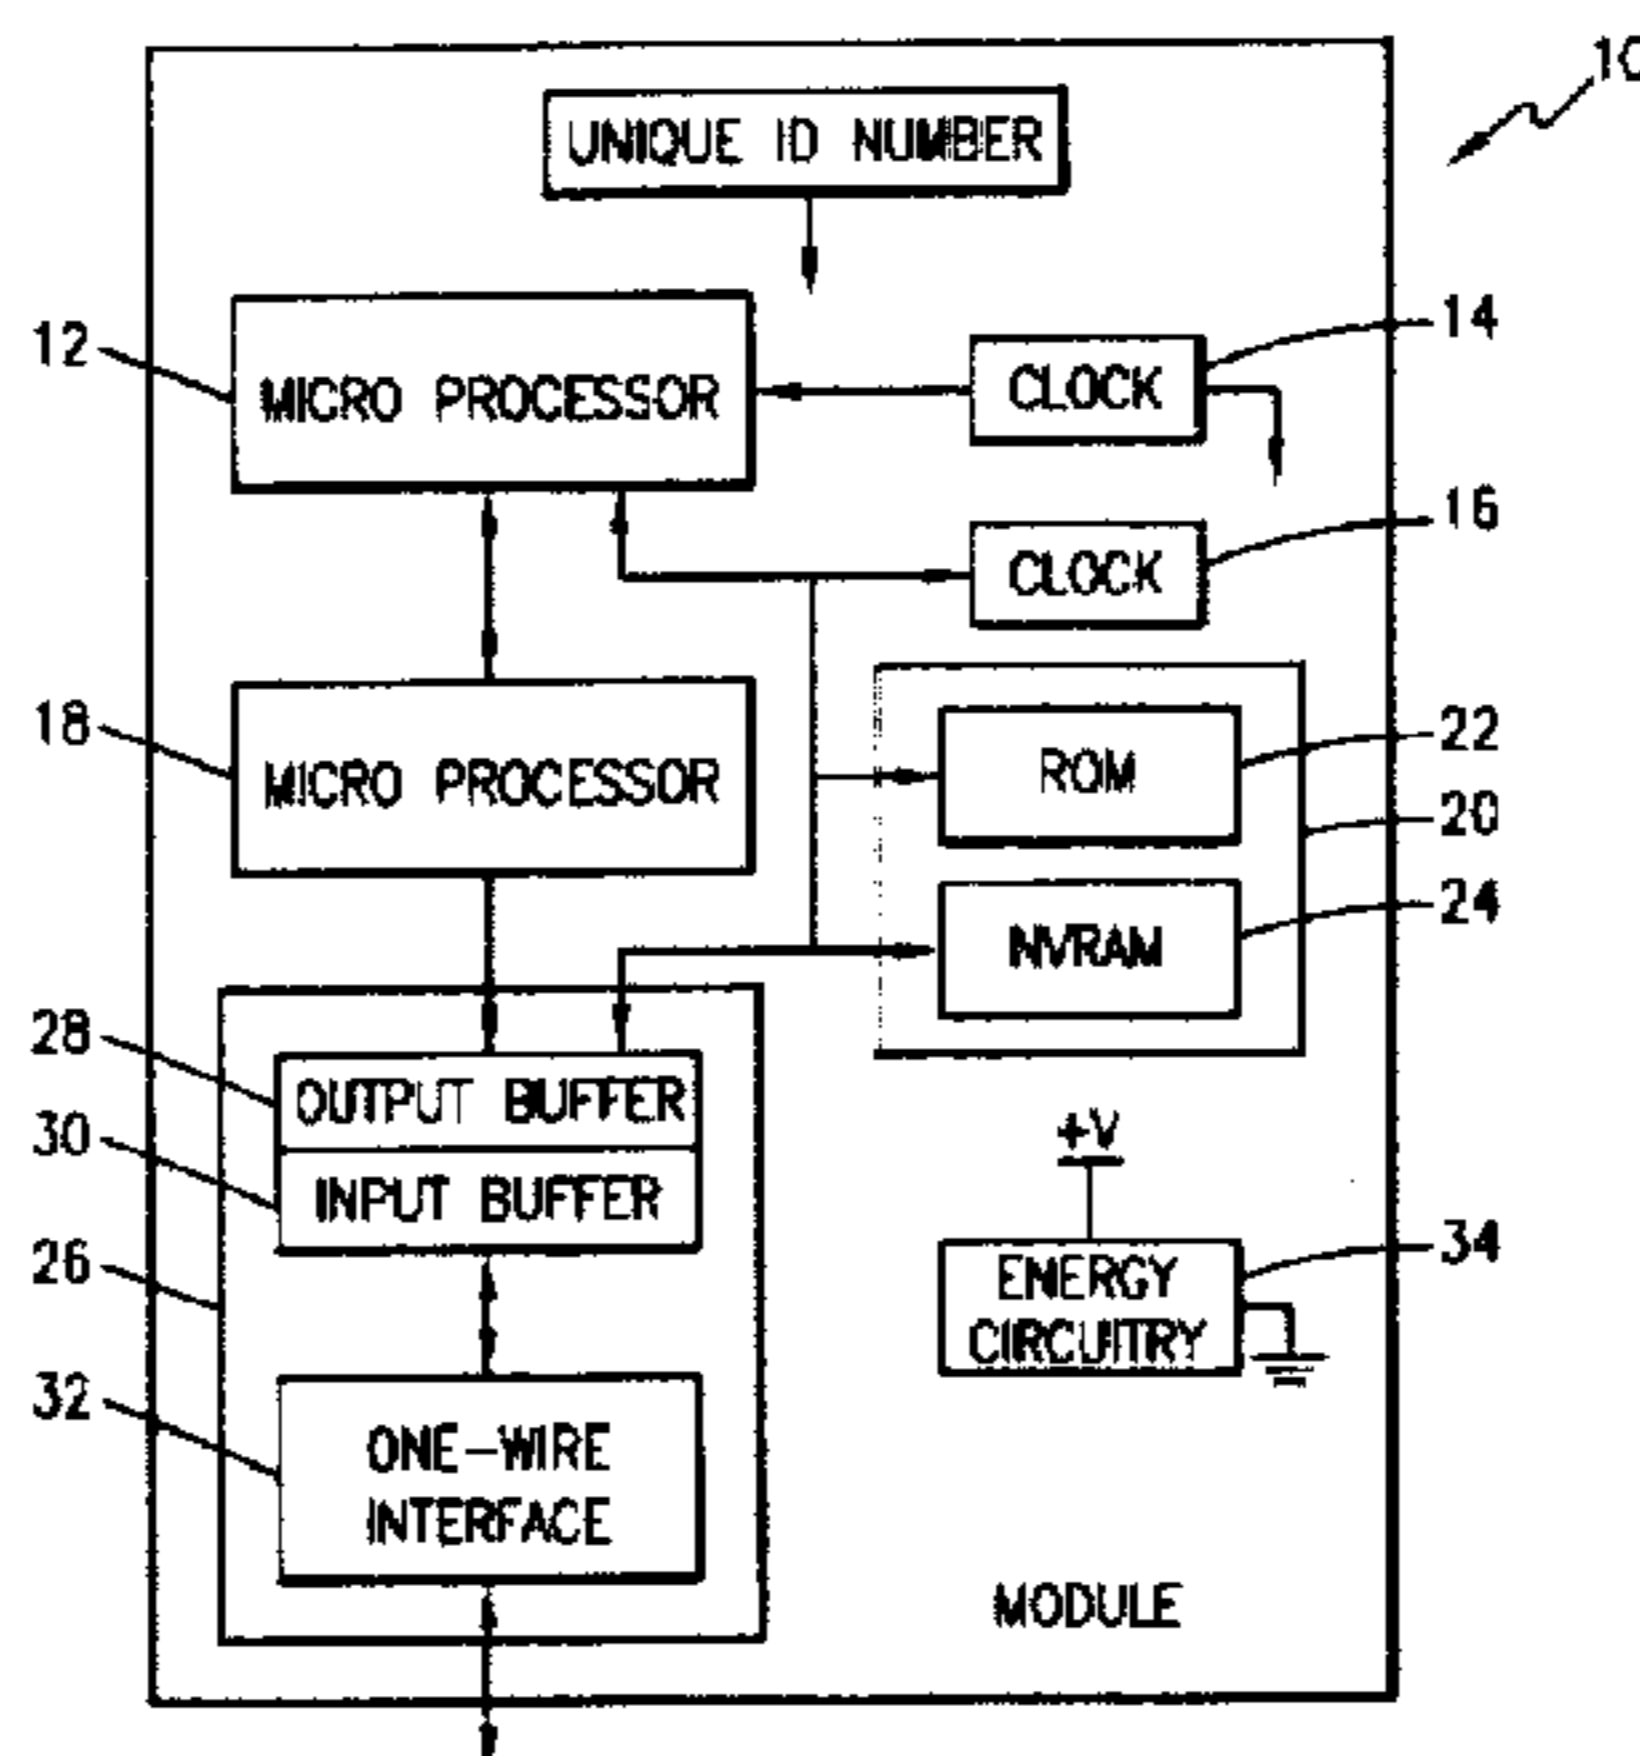 10
UNIQUE ID NUMBER
12
MICRO PROCESSOR
CLOCK
14
CLOCK
16
18
MICRO PROCESSOR
ROM
22
20
NVRAM
24
28
OUTPUT BUFFER
30
INPUT BUFFER
26
+V
ENERGY
CIRCUITRY
34
32
ONE-WIRE
INTERFACE
MODULE